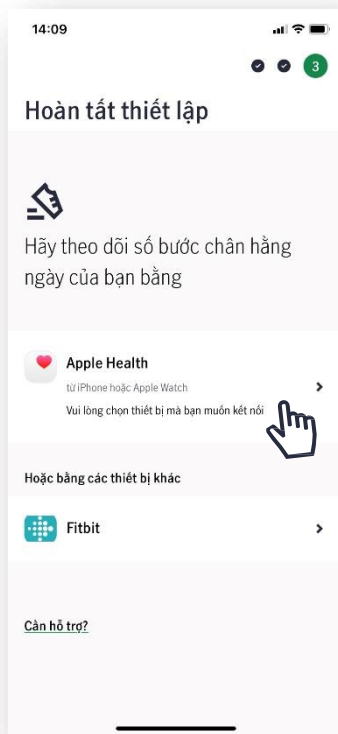 14:09
3
Hoàn tất thiết lập
Hãy theo dõi số bước chân hằng
ngày của bạn bằng
Apple Health
từ iPhone hoặc Apple Watch
Vui lòng chọn thiết bị mà bạn muốn kết nối
Hoặc bằng các thiết bị khác
Fitbit
Cần hỗ trợ?